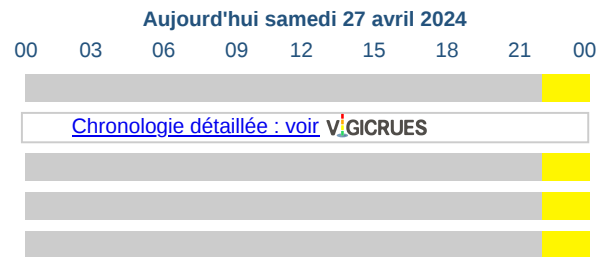 Aujourd'hui samedi 27 avril 2024
00 03 06 09 12 15 18 21 00
Chronologie détaillée : voir VIGICRUES